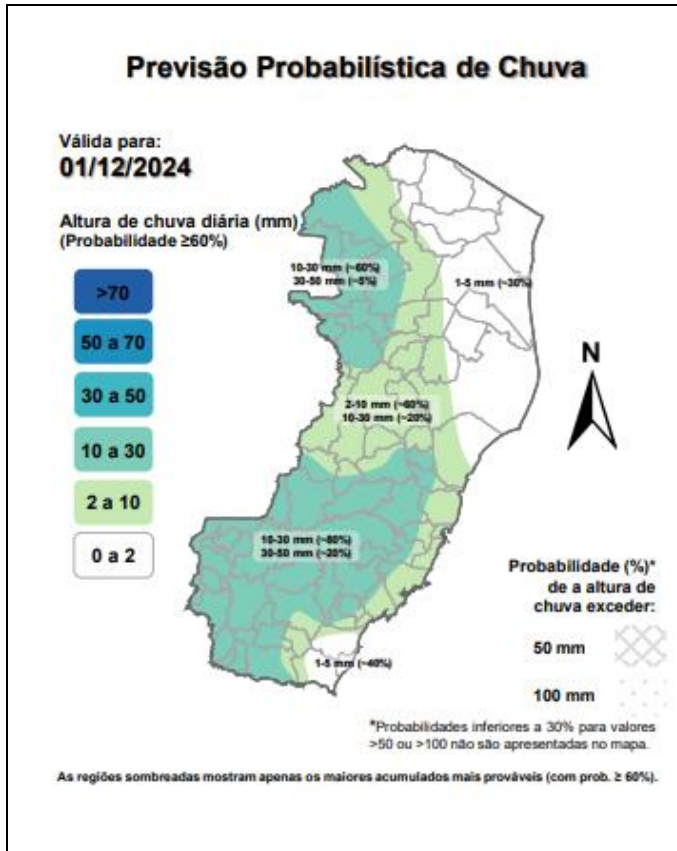 Previsão Probabilística de Chuva
Válida para:
01/12/2024
Altura de chuva diária (mm)
(Probabilidade ≥60%)
>70
50 a 70
30 a 50
10 a 30
2 a 10
0 a 2
10-30 mm (~60%)
30-50 mm (~5%)
1-5 mm (~30%)
2-10 mm (~60%)
10-30 mm (~20%)
10-30 mm (~80%)
30-50 mm (~20%)
1-5 mm (~40%)
N
Probabilidade (%)*
de a altura de
chuva exceder:
50 mm
100 mm
*Probabilidades inferiores a 30% para valores
>50 ou >100 não são apresentadas no mapa.
As regiões sombreadas mostram apenas os maiores acumulados mais prováveis (com prob. ≥ 60%).